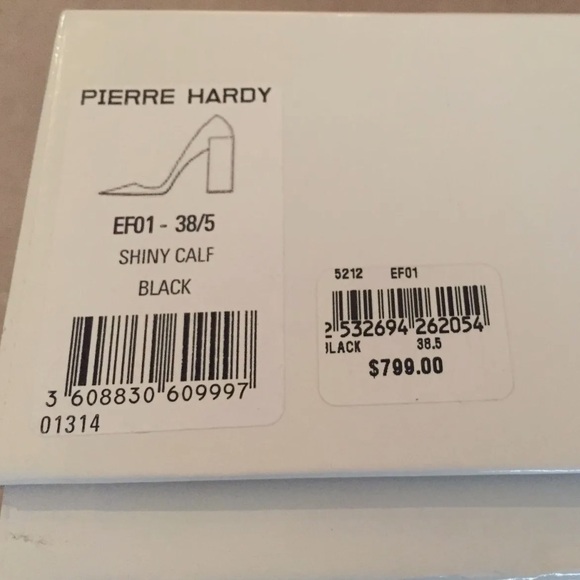 PIERRE HARDY
EF01 - 38/5
SHINY CALF
BLACK
3 608830 609997
01314
5212 EF01
2 532694 262054
BLACK 38.5
$799.00